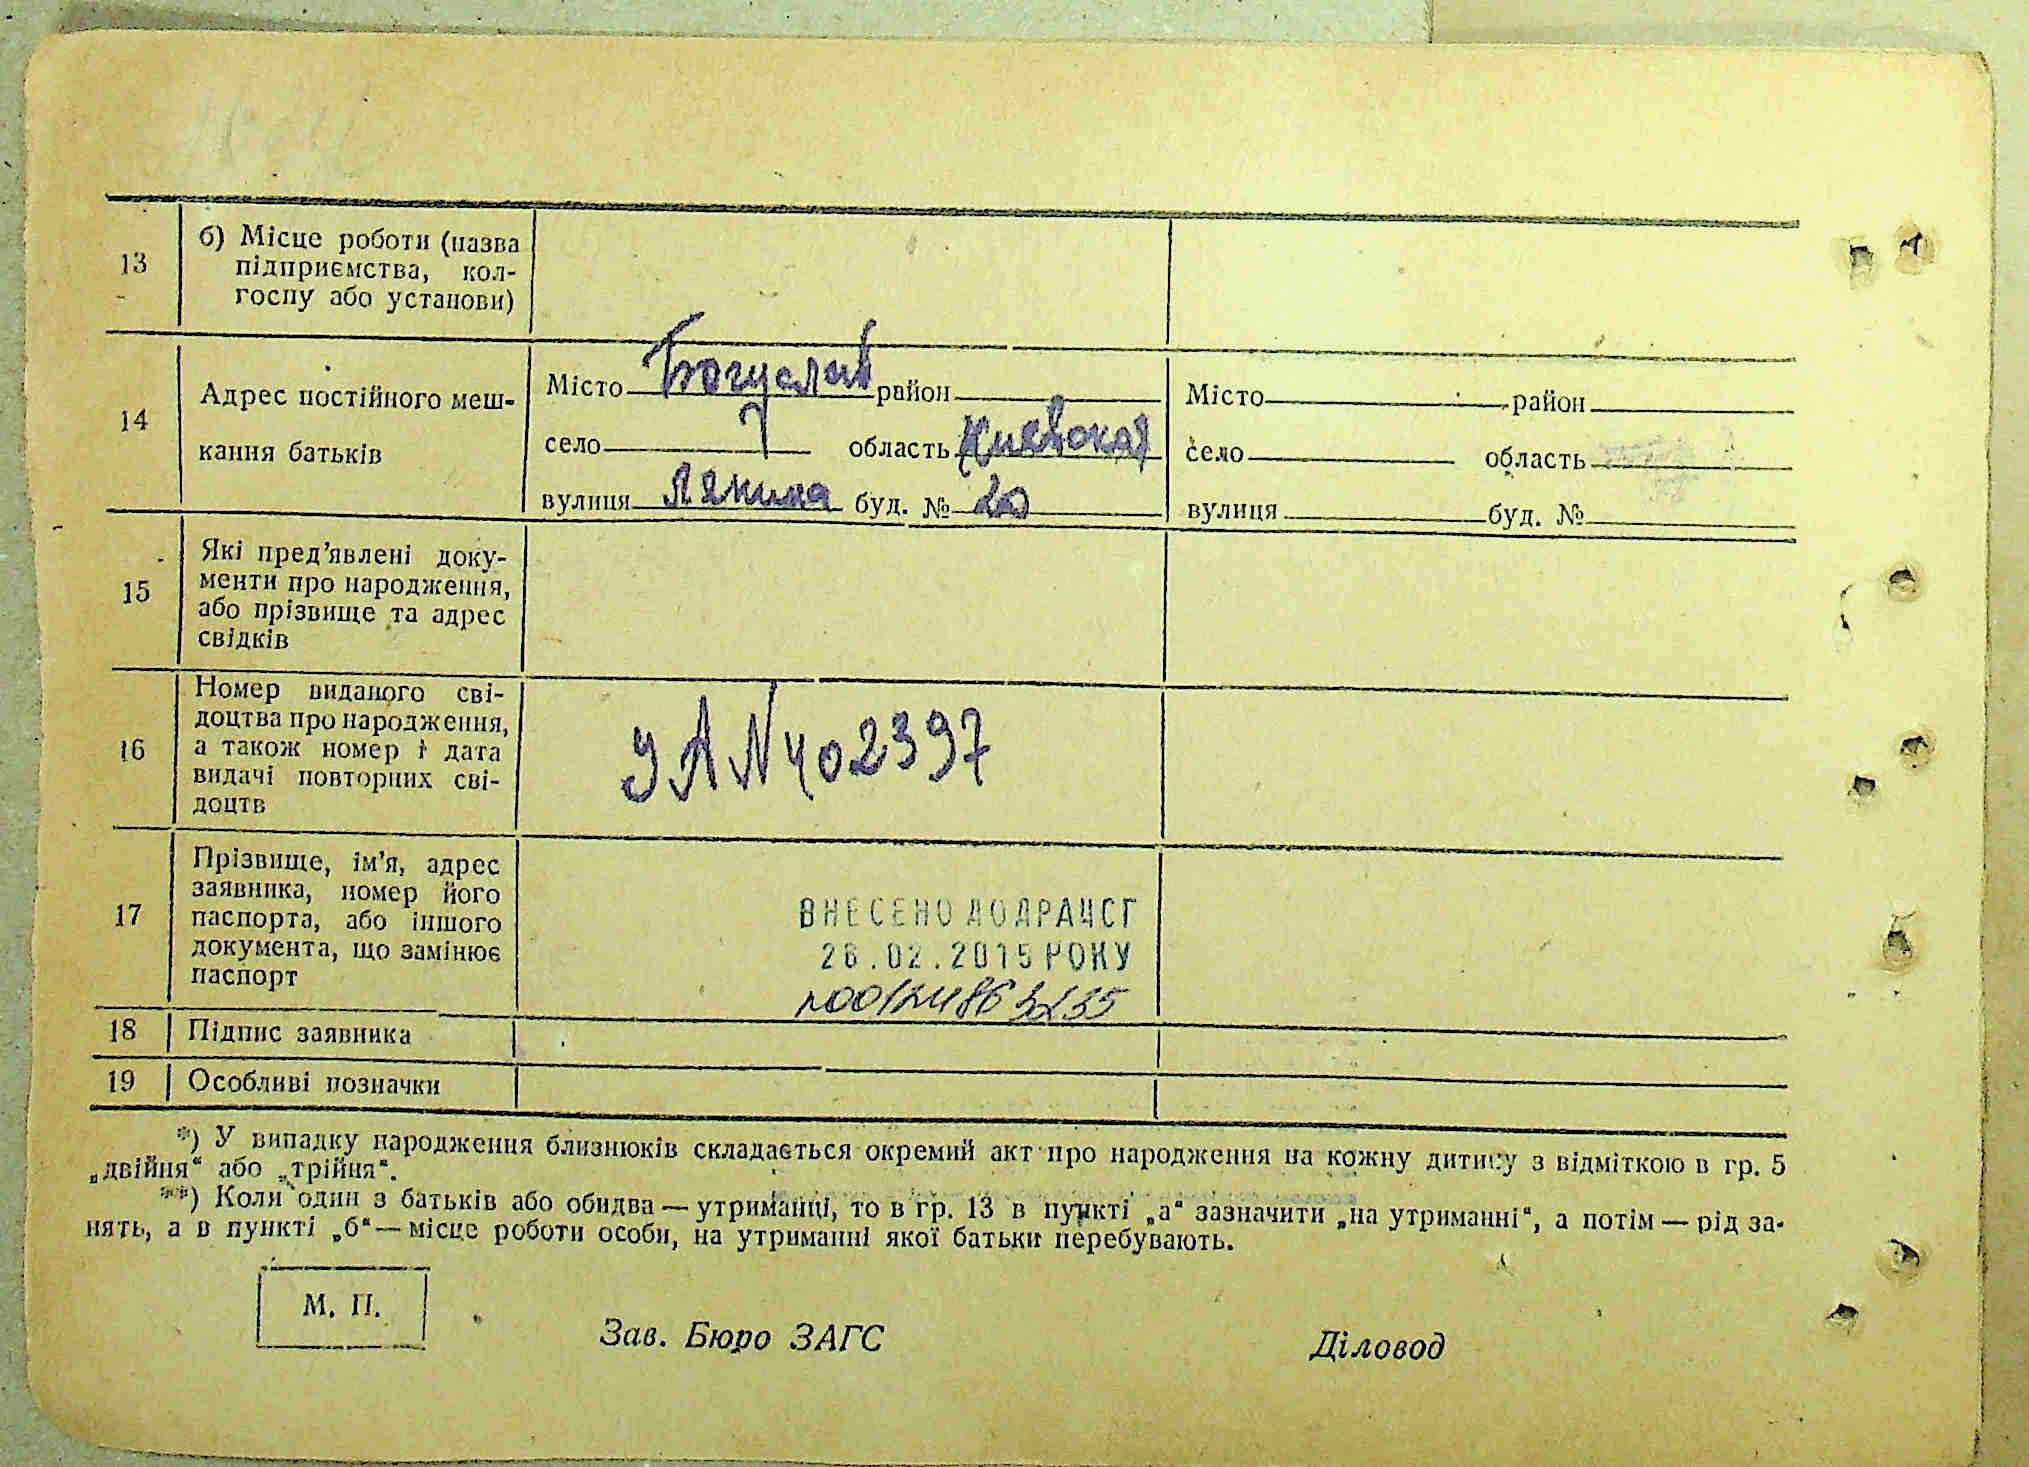 13
б) Місце роботи (назва
підприємства, кол-
госпу або установи)
14
Адрес постійного меш-
кання батьків
Місто Богуслав район
село область Киявская
вулиця Лянина буд. № 20
Місто район
село область
вулиця буд. №
15
Які пред’явлені доку-
менти про народження,
або прізвище та адрес
свідків
16
Номер виданого сві-
доцтва про народження,
а також номер і дата
видачі повторних сві-
доцтв
УА N 402397
17
Прізвище, ім’я, адрес
заявника, номер його
паспорта, або іншого
документа, що замінює
паспорт
ВНЕСЕНО ДО ДРАЦСГ
26.02.2015 РОКУ
18 Підпис заявника
19 Особливі позначки
*) У випадку народження близнюків складається окремий акт про народження на кожну дитину з відміткою в гр. 5
„двійня“ або „трійня“.
**) Коли один з батьків або обидва — утриманці, то в гр. 13 в пункті „а“ зазначити „на утриманні“, а потім — рід за-
нять, а в пункті „б“ — місце роботи особи, на утриманні якої батьки перебувають.
М. П.
Зав. Бюро ЗАГС
Діловод